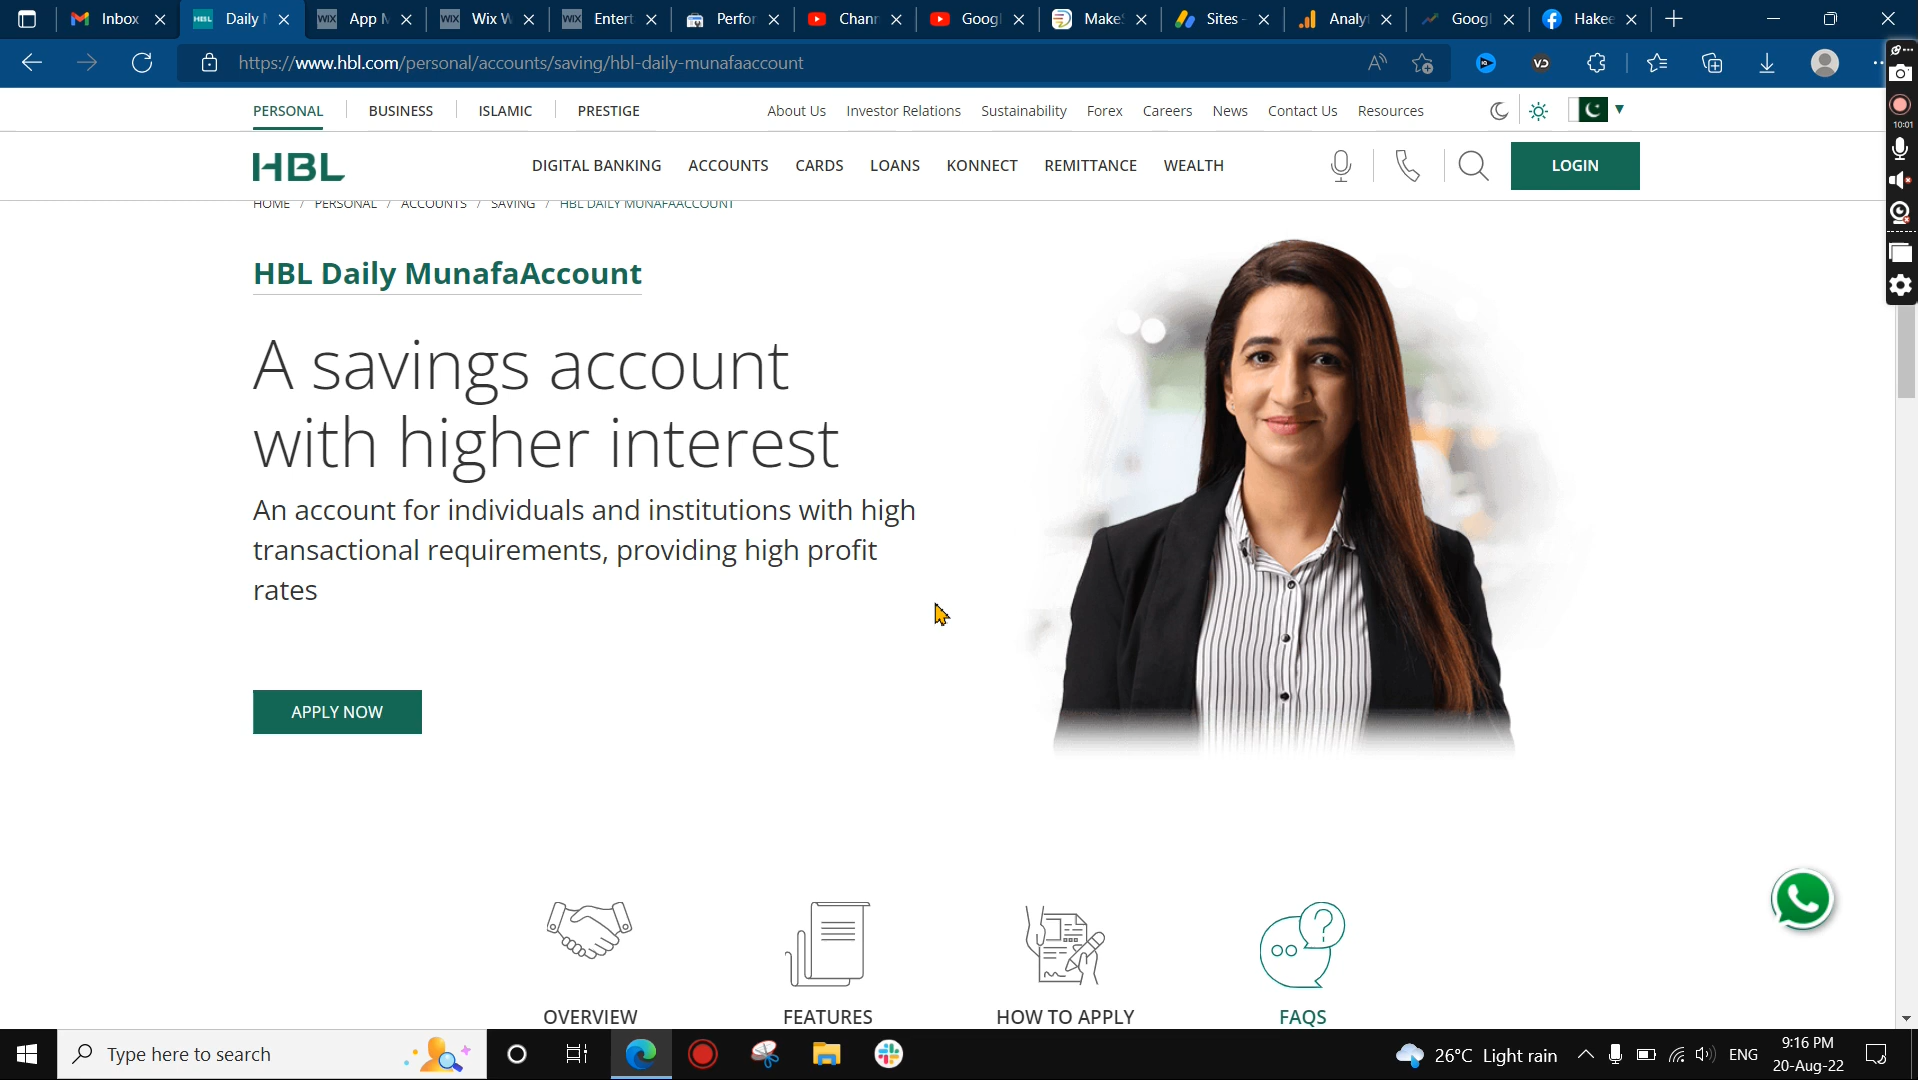 Inbox
Daily
App M
Wix W
Entert
Perfor
Chann
Googl
Make
Sites -
Analyt
Googl
Hakee
https://www.hbl.com/personal/accounts/saving/hbl-daily-munafaaccount
10:01
PERSONAL BUSINESS ISLAMIC PRESTIGE About Us Investor Relations Sustainability Forex Careers News Contact Us Resources
HBL DIGITAL BANKING ACCOUNTS CARDS LOANS KONNECT REMITTANCE WEALTH LOGIN
HOME / PERSONAL / ACCOUNTS / SAVING / HBL DAILY MUNAFAACCOUNT
HBL Daily MunafaAccount
A savings account
with higher interest
An account for individuals and institutions with high
transactional requirements, providing high profit
rates
APPLY NOW
OVERVIEW FEATURES HOW TO APPLY FAQS
Type here to search
26°C Light rain
ENG
9:16 PM
20-Aug-22